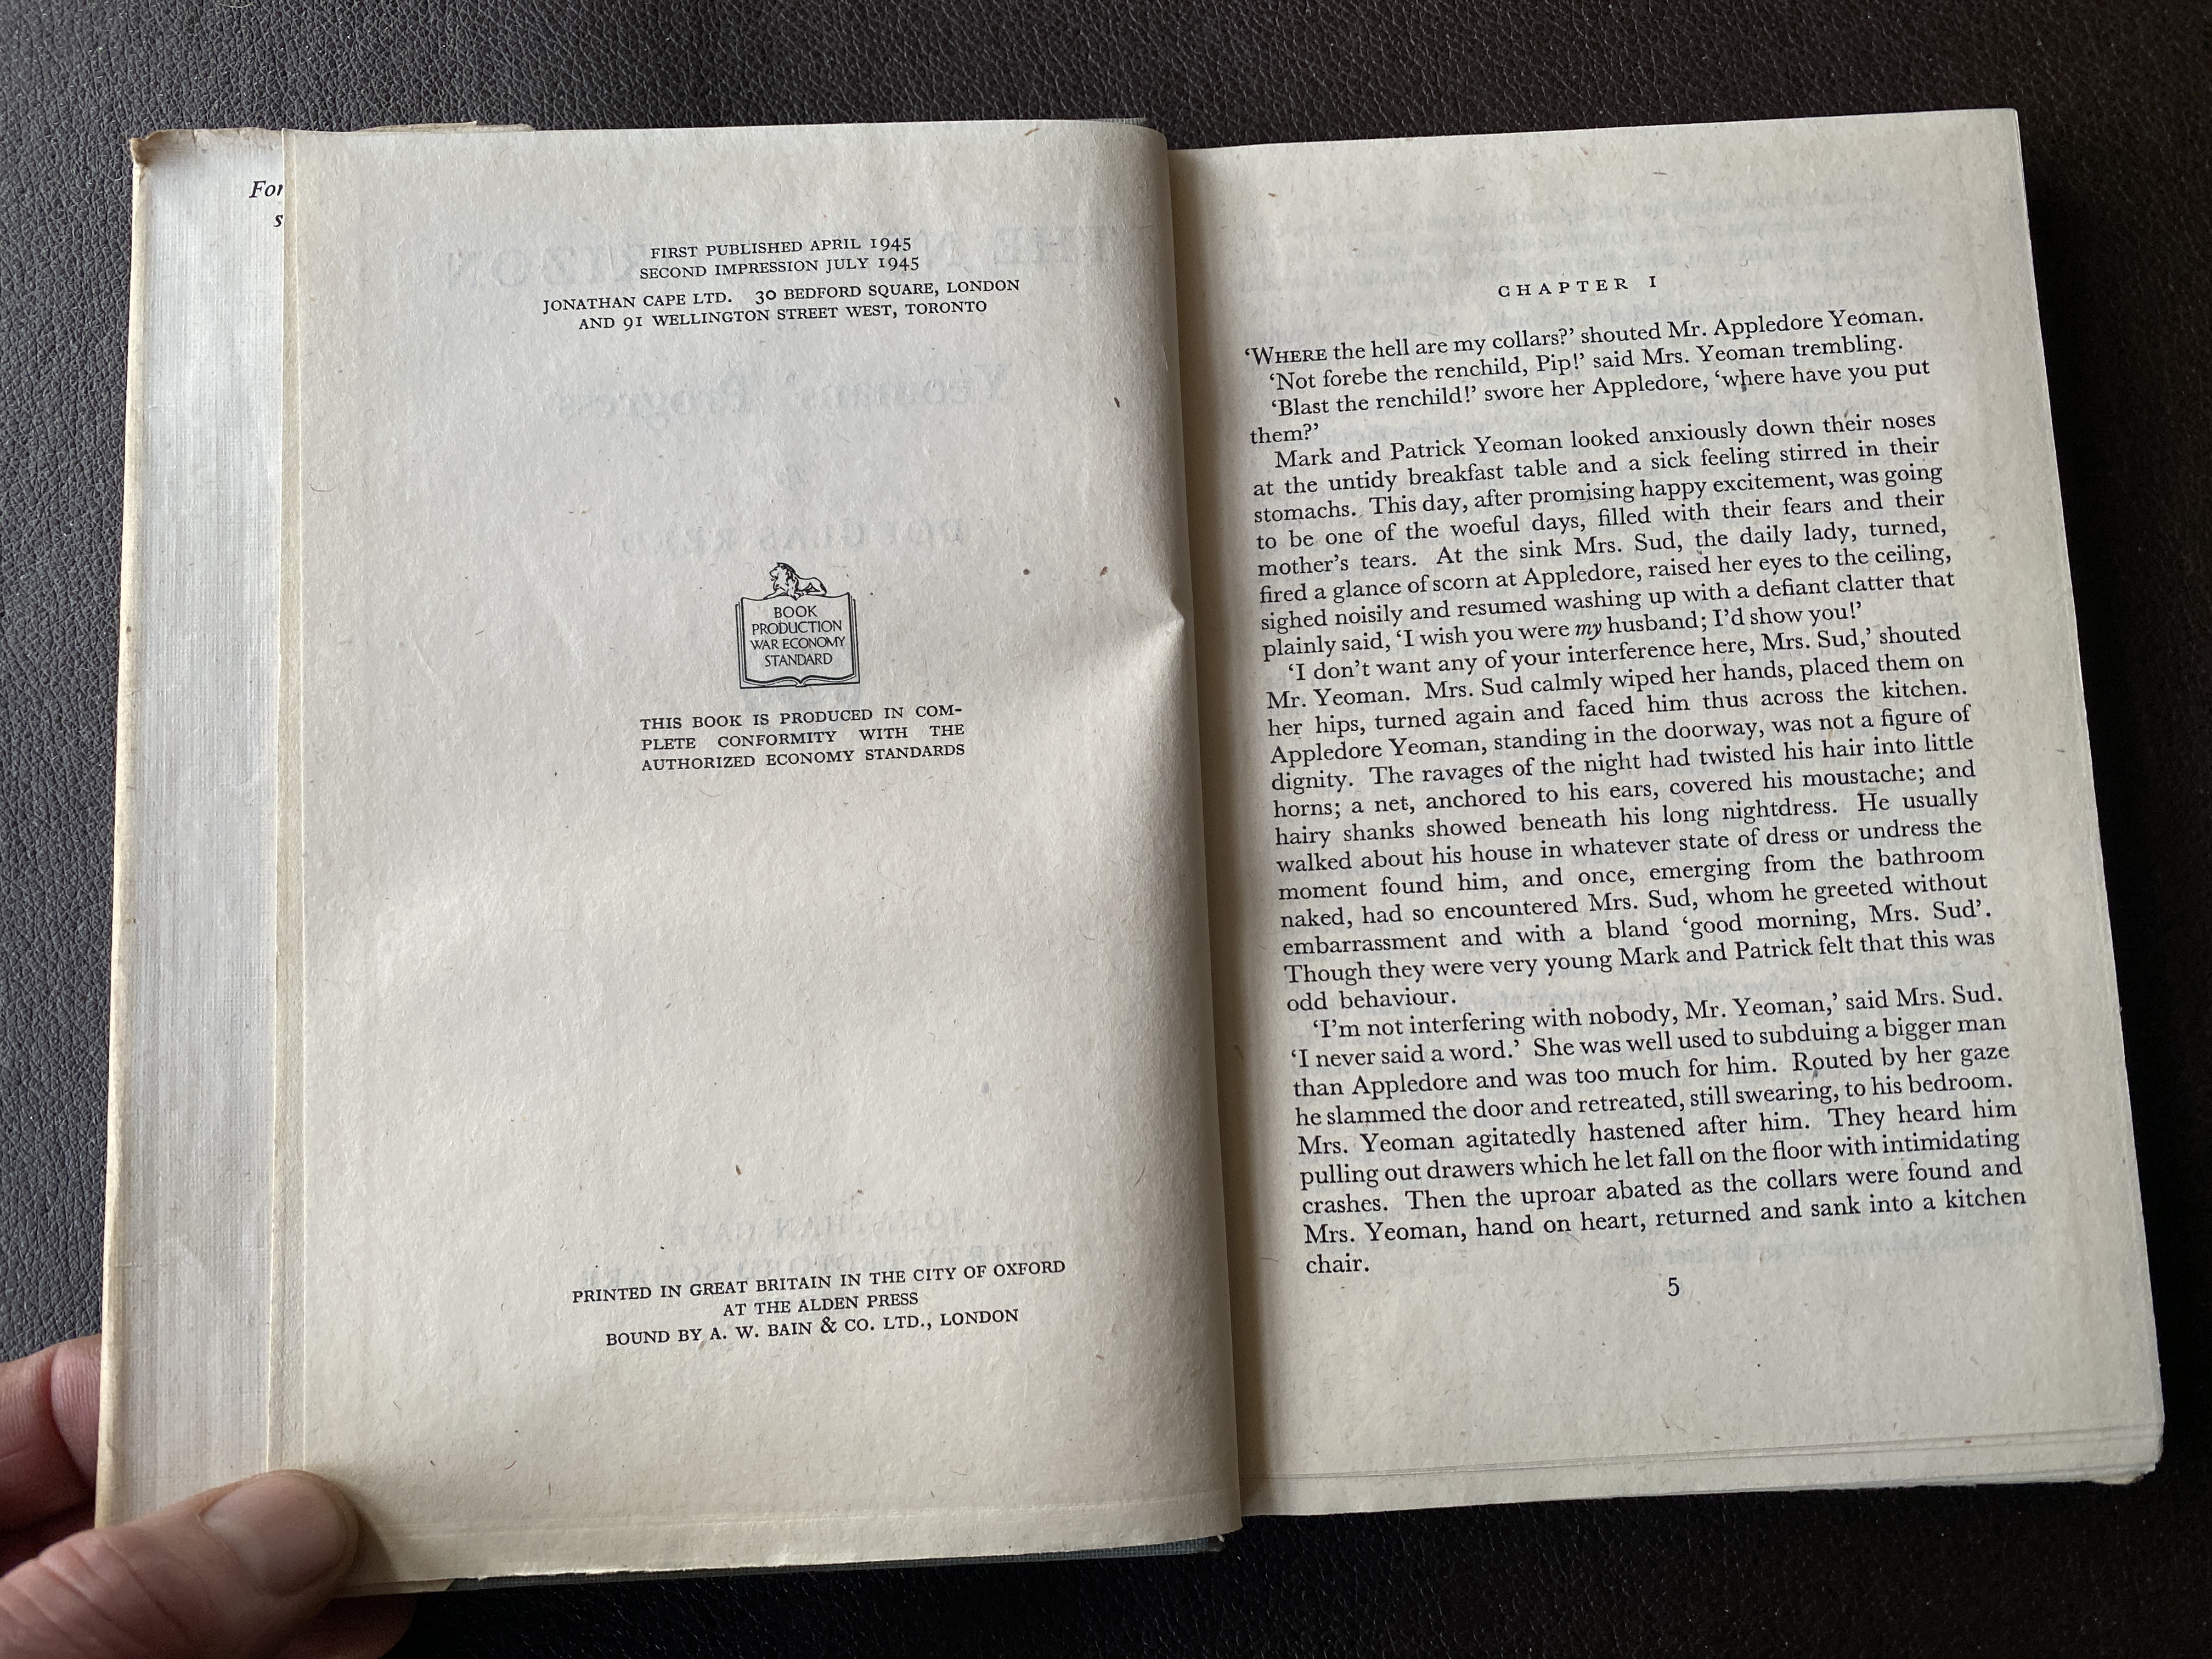 For
s
FIRST PUBLISHED APRIL 1945
SECOND IMPRESSION JULY 1945
JONATHAN CAPE LTD. 30 BEDFORD SQUARE, LONDON
AND 91 WELLINGTON STREET WEST, TORONTO
BOOK
PRODUCTION
WAR ECONOMY
STANDARD
THIS BOOK IS PRODUCED IN COM-
PLETE CONFORMITY WITH THE
AUTHORIZED ECONOMY STANDARDS
PRINTED IN GREAT BRITAIN IN THE CITY OF OXFORD
AT THE ALDEN PRESS
BOUND BY A. W. BAIN & CO. LTD., LONDON
CHAPTER I
‘WHERE the hell are my collars?’ shouted Mr. Appledore Yeoman.
‘Not forebe the renchild, Pip!’ said Mrs. Yeoman trembling.
‘Blast the renchild!’ swore her Appledore, ‘where have you put
them?’
Mark and Patrick Yeoman looked anxiously down their noses
at the untidy breakfast table and a sick feeling stirred in their
stomachs. This day, after promising happy excitement, was going
to be one of the woeful days, filled with their fears and their
mother’s tears. At the sink Mrs. Sud, the daily lady, turned,
fired a glance of scorn at Appledore, raised her eyes to the ceiling,
sighed noisily and resumed washing up with a defiant clatter that
plainly said, ‘I wish you were my husband; I’d show you!’
‘I don’t want any of your interference here, Mrs. Sud,’ shouted
Mr. Yeoman. Mrs. Sud calmly wiped her hands, placed them on
her hips, turned again and faced him thus across the kitchen.
Appledore Yeoman, standing in the doorway, was not a figure of
dignity. The ravages of the night had twisted his hair into little
horns; a net, anchored to his ears, covered his moustache; and
hairy shanks showed beneath his long nightdress. He usually
walked about his house in whatever state of dress or undress the
moment found him, and once, emerging from the bathroom
naked, had so encountered Mrs. Sud, whom he greeted without
embarrassment and with a bland ‘good morning, Mrs. Sud’.
Though they were very young Mark and Patrick felt that this was
odd behaviour.
‘I’m not interfering with nobody, Mr. Yeoman,’ said Mrs. Sud.
‘I never said a word.’ She was well used to subduing a bigger man
than Appledore and was too much for him. Routed by her gaze
he slammed the door and retreated, still swearing, to his bedroom.
Mrs. Yeoman agitatedly hastened after him. They heard him
pulling out drawers which he let fall on the floor with intimidating
crashes. Then the uproar abated as the collars were found and
Mrs. Yeoman, hand on heart, returned and sank into a kitchen
chair.
5